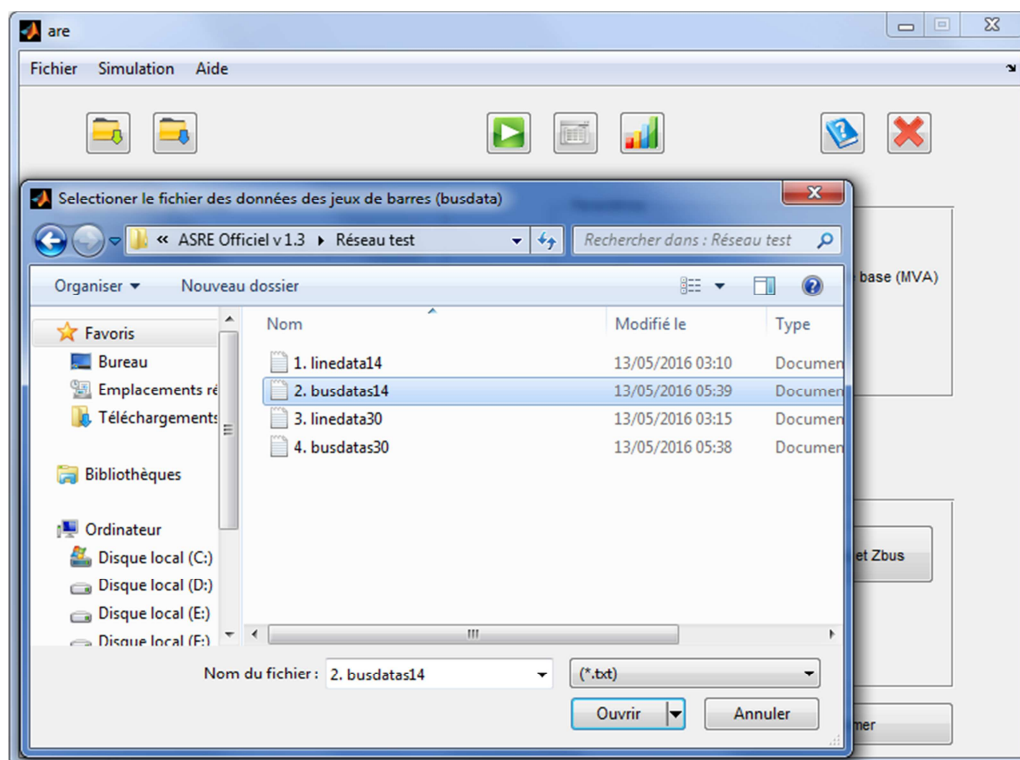 are
Fichier Simulation Aide
Selectioner le fichier des données des jeux de barres (busdata)
« ASRE Officiel v 1.3 Réseau test
Rechercher dans : Réseau test
Organiser Nouveau dossier
base (MVA)
Favoris
Bureau
Emplacements ré
Téléchargements
Bibliothèques
Ordinateur
Disque local (C:)
Disque local (D:)
Disque local (E:)
Disque local (F:)
Nom Modifié le Type
1. linedata14 13/05/2016 03:10 Documen
2. busdatas14 13/05/2016 05:39 Documen
3. linedata30 13/05/2016 03:15 Documen
4. busdatas30 13/05/2016 05:38 Documen
et Zbus
Nom du fichier : 2. busdatas14 (*.txt)
Ouvrir Annuler
mer